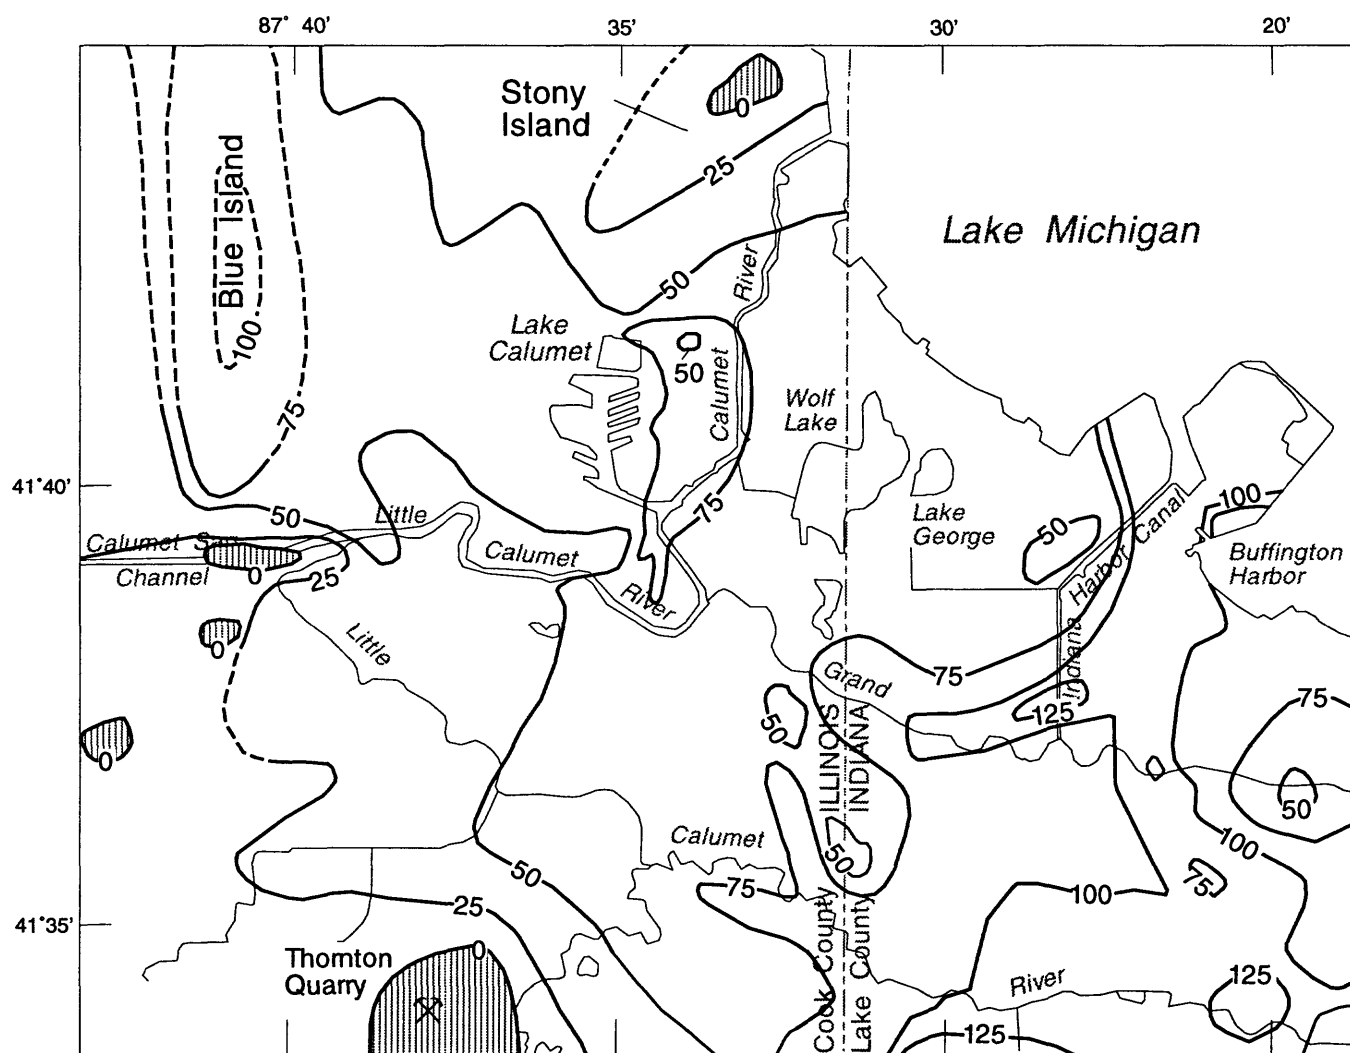 87° 40'
35'
30'
20'
Stony
Island
0
25
Blue Island
100
Lake Michigan
River
50
Lake
Calumet
50
Calumet
75
Wolf
Lake
41°40'
50
Little
75
100
Lake
George
50
Indiana Harbor Canal
Calumet Sag
Channel
0
25
Calumet
River
Buffington
Harbor
0
Little
Grand
75
125
75
50
0
ILLINOIS
INDIANA
50
Calumet
50
100
75
50
75
100
41°35'
25
Cook County
Lake County
Thornton
Quarry
0
River
125
125